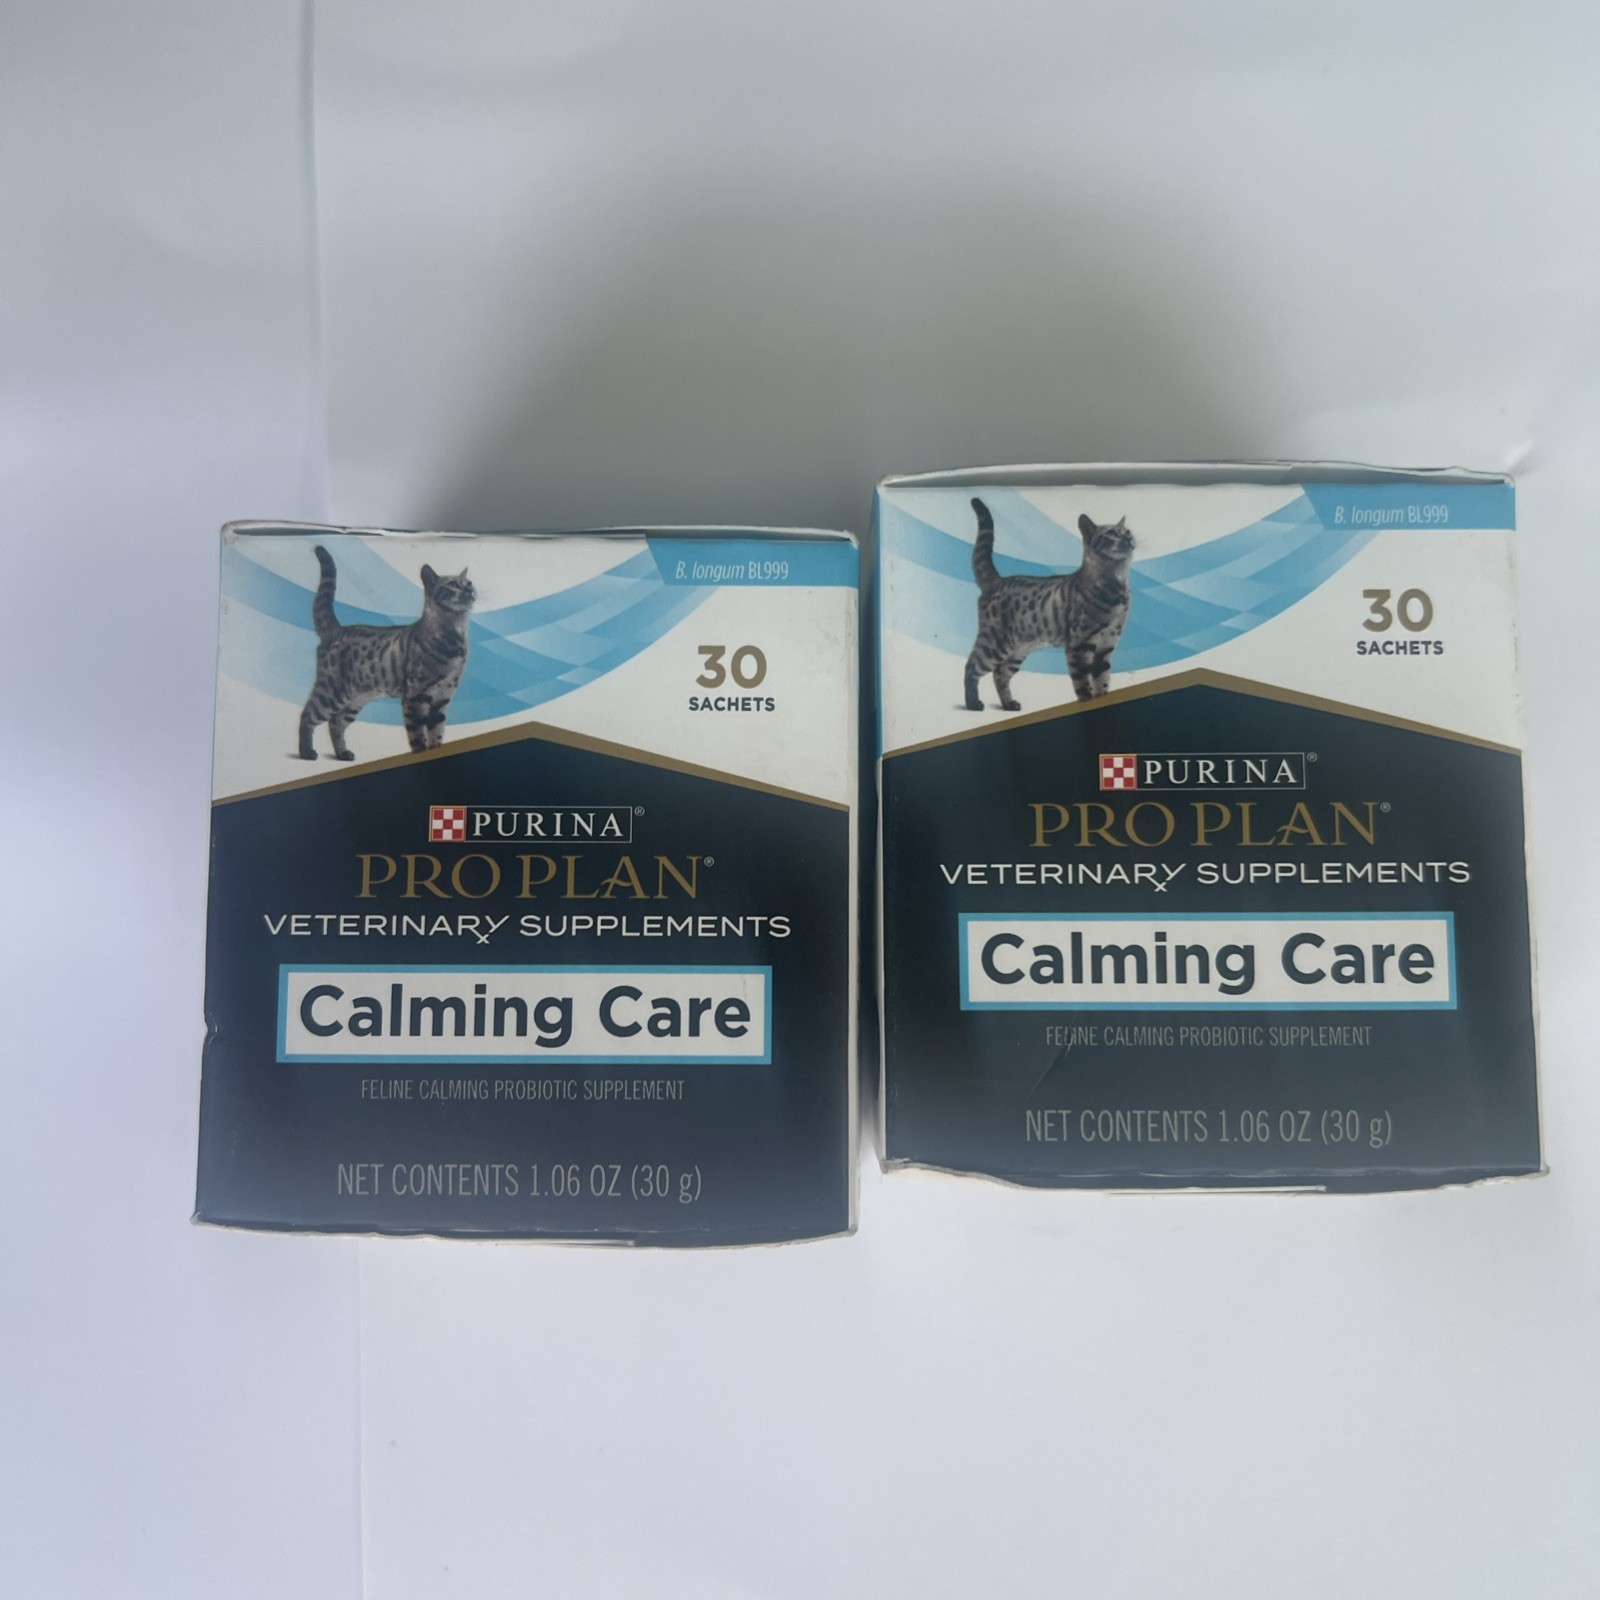 B. longum BL999
30
SACHETS
PURINA®
PRO PLAN®
VETERINARY SUPPLEMENTS
Calming Care
FELINE CALMING PROBIOTIC SUPPLEMENT
NET CONTENTS 1.06 OZ (30 g)
B. longum BL999
30
SACHETS
PURINA®
PRO PLAN®
VETERINARY SUPPLEMENTS
Calming Care
FELINE CALMING PROBIOTIC SUPPLEMENT
NET CONTENTS 1.06 OZ (30 g)